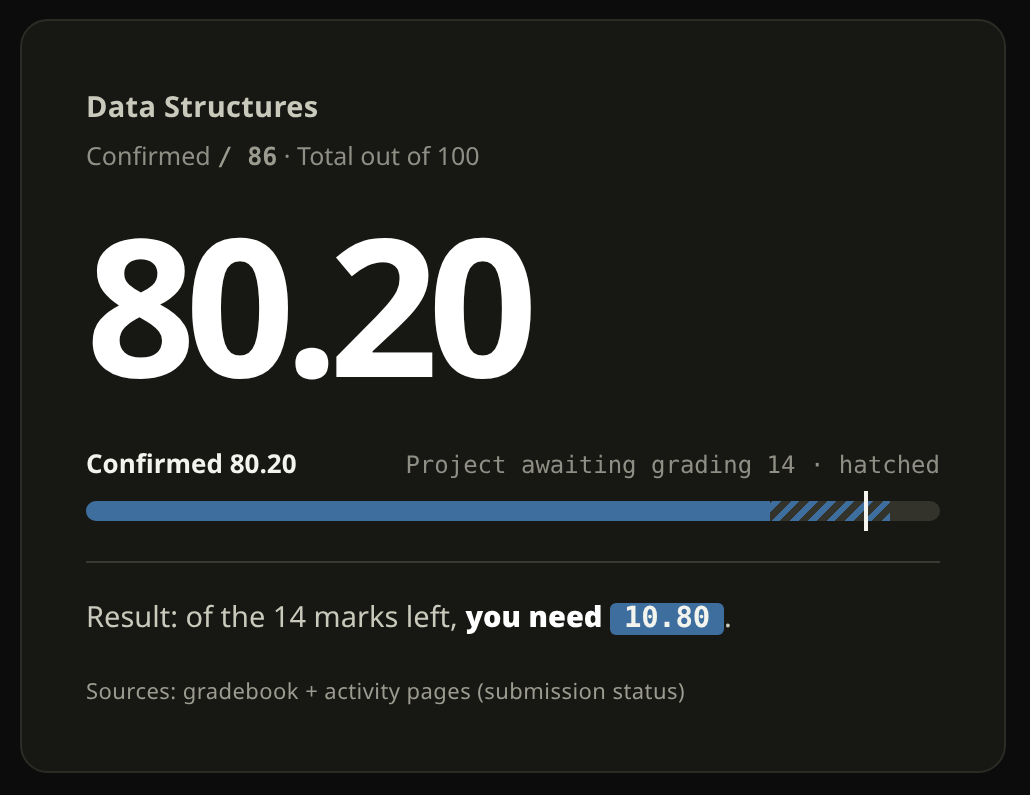 Data Structures
Confirmed / 86 · Total out of 100
80.20
Confirmed 80.20
Project awaiting grading 14 · hatched
Result: of the 14 marks left, you need 10.80.
Sources: gradebook + activity pages (submission status)